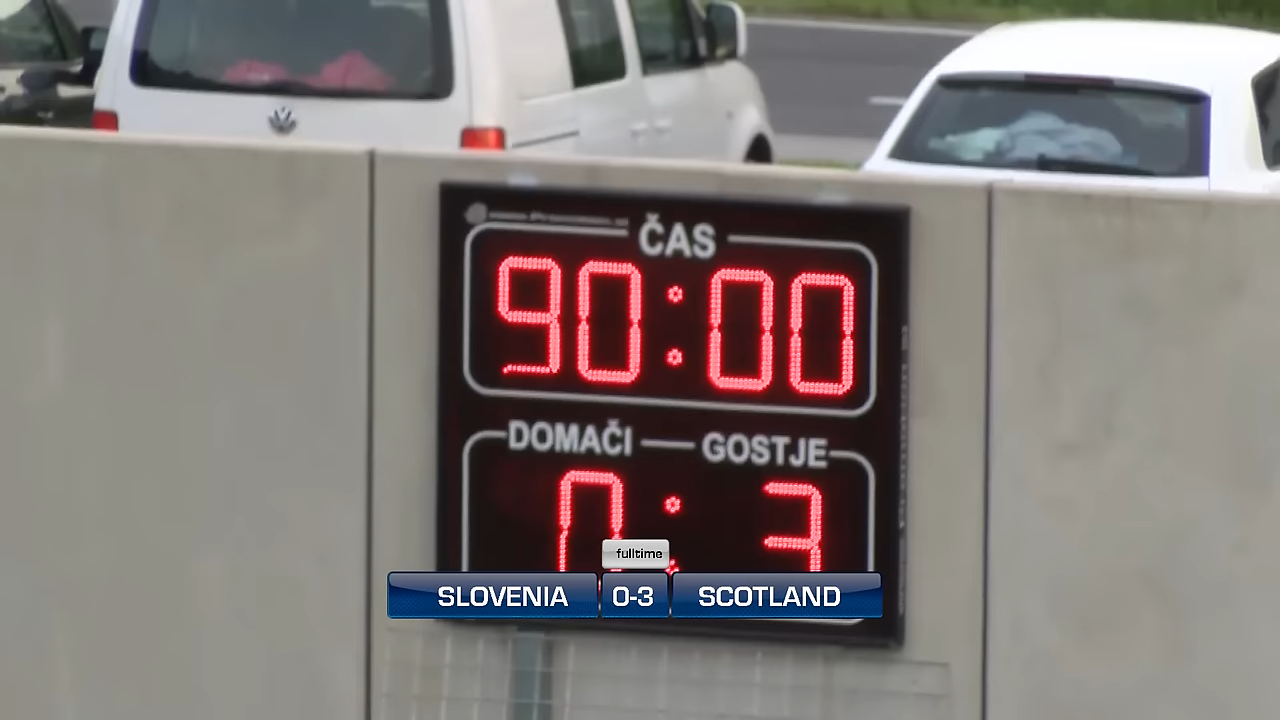 ČAS
90:00
DOMAČI GOSTJE
0 : 3
fulltime
SLOVENIA 0-3 SCOTLAND